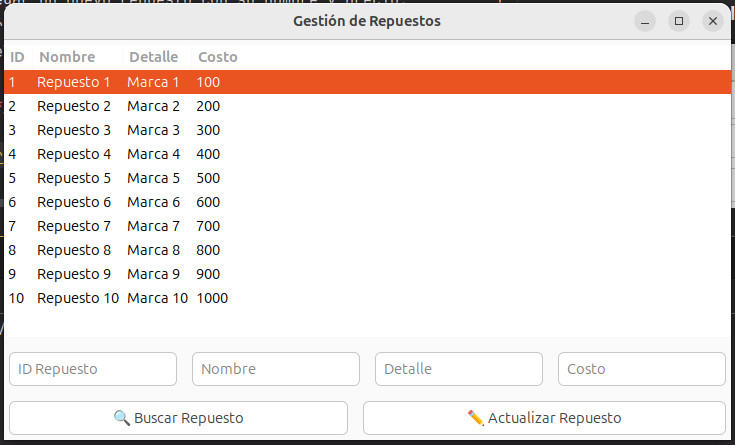 Gestión de Repuestos
ID Nombre Detalle Costo
1 Repuesto 1 Marca 1 100
2 Repuesto 2 Marca 2 200
3 Repuesto 3 Marca 3 300
4 Repuesto 4 Marca 4 400
5 Repuesto 5 Marca 5 500
6 Repuesto 6 Marca 6 600
7 Repuesto 7 Marca 7 700
8 Repuesto 8 Marca 8 800
9 Repuesto 9 Marca 9 900
10 Repuesto 10 Marca 10 1000
ID Repuesto Nombre Detalle Costo
🔍 Buscar Repuesto ✏️ Actualizar Repuesto